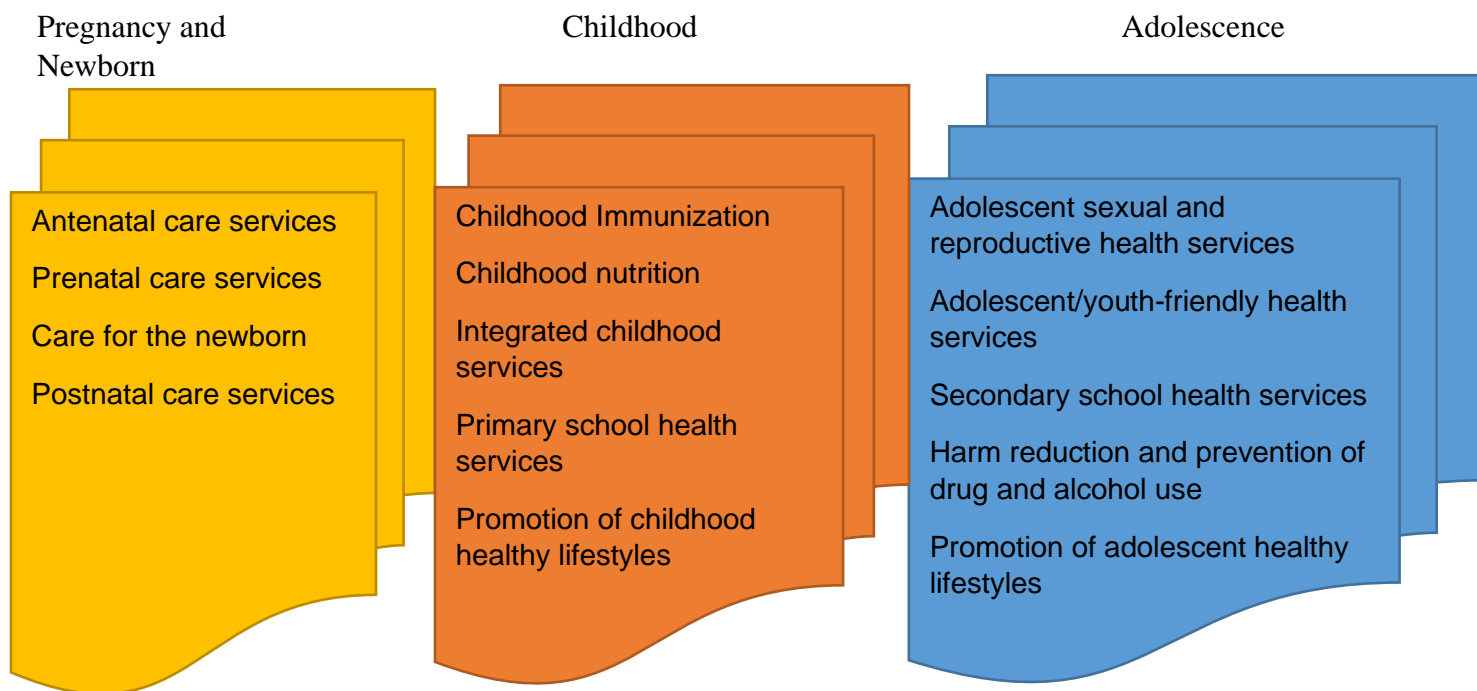 Pregnancy and
Newborn
Childhood
Adolescence
Antenatal care services
Prenatal care services
Care for the newborn
Postnatal care services
Childhood Immunization
Childhood nutrition
Integrated childhood
services
Primary school health
services
Promotion of childhood
healthy lifestyles
Adolescent sexual and
reproductive health services
Adolescent/youth-friendly health
services
Secondary school health services
Harm reduction and prevention of
drug and alcohol use
Promotion of adolescent healthy
lifestyles